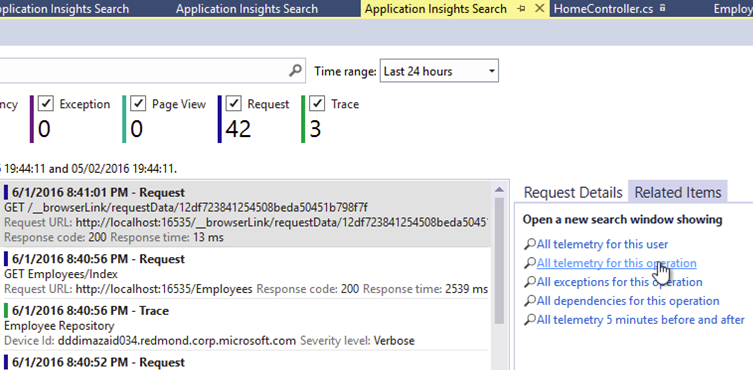 pplication Insights Search Application Insights Search Application Insights Search HomeController.cs Employ
Time range: Last 24 hours
ncy Exception Page View Request Trace
0 0 42 3
19:44:11 and 05/02/2016 19:44:11.
6/1/2016 8:41:01 PM - Request
GET /__browserLink/requestData/12df723841254508beda50451b798f7f
Request URL: http://localhost:16535/__browserLink/requestData/12df723841254508beda50451
Response code: 200 Response time: 13 ms
6/1/2016 8:40:56 PM - Request
GET Employees/Index
Request URL: http://localhost:16535/Employees Response code: 200 Response time: 2539 ms
6/1/2016 8:40:56 PM - Trace
Employee Repository
Device Id: dddimazaid034.redmond.corp.microsoft.com Severity level: Verbose
6/1/2016 8:40:52 PM - Request
Request Details Related Items
Open a new search window showing
All telemetry for this user
All telemetry for this operation
All exceptions for this operation
All dependencies for this operation
All telemetry 5 minutes before and after